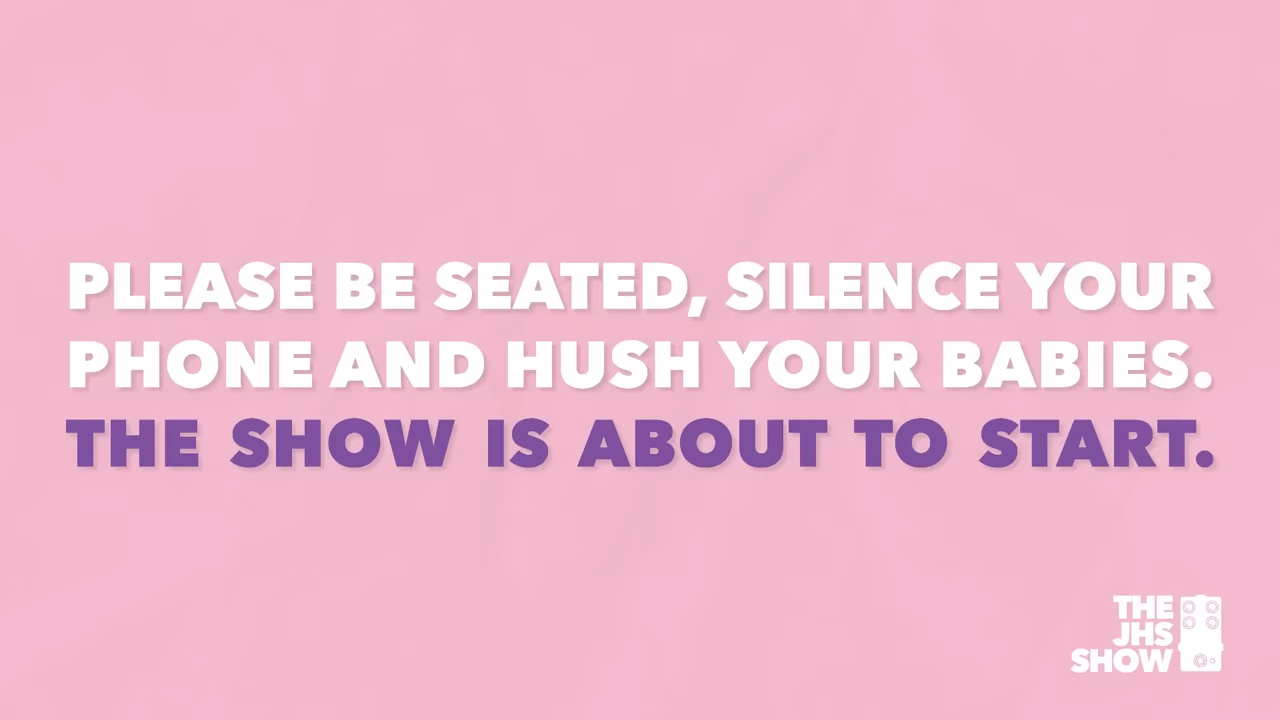 PLEASE BE SEATED, SILENCE YOUR
PHONE AND HUSH YOUR BABIES.
THE SHOW IS ABOUT TO START.
THE
JHS
SHOW